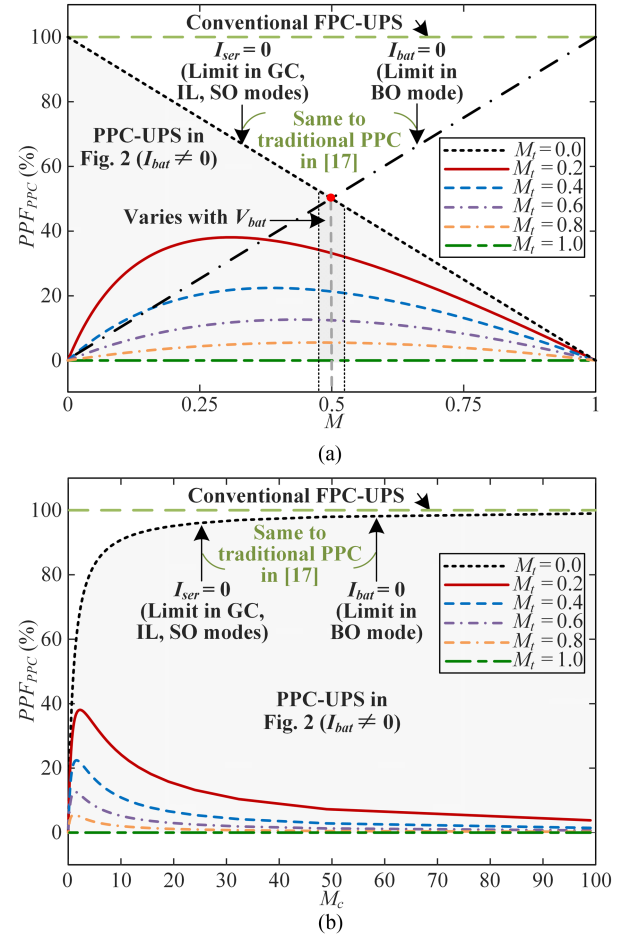 Conventional FPC-UPS
100
80
60
40
20
0
PPF_PPC (%)
I_ser = 0
(Limit in GC,
IL, SO modes)
I_bat = 0
(Limit in
BO mode)
Same to
traditional PPC
in [17]
PPC-UPS in
Fig. 2 (I_bat ≠ 0)
Varies with V_bat
M_t = 0.0
M_t = 0.2
M_t = 0.4
M_t = 0.6
M_t = 0.8
M_t = 1.0
0 0.25 0.5 0.75 1
M
(a)
Conventional FPC-UPS
100
80
60
40
20
0
PPF_PPC (%)
Same to
traditional PPC
in [17]
I_ser = 0
(Limit in GC,
IL, SO modes)
I_bat = 0
(Limit in
BO mode)
M_t = 0.0
M_t = 0.2
M_t = 0.4
M_t = 0.6
M_t = 0.8
M_t = 1.0
PPC-UPS in
Fig. 2 (I_bat ≠ 0)
0 10 20 30 40 50 60 70 80 90 100
M_c
(b)